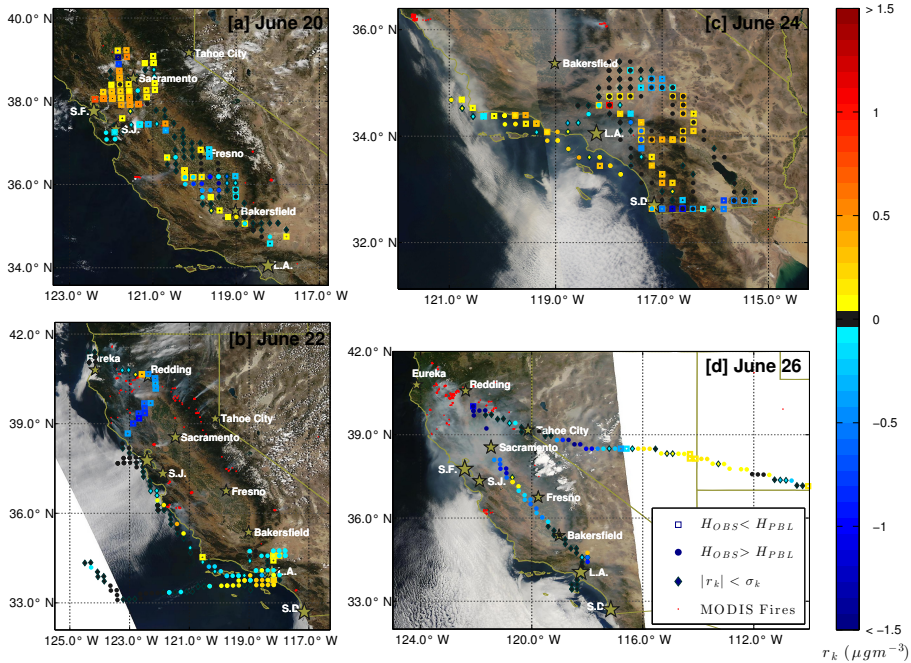 [a] June 20
Tahoe City
Sacramento
S.F.
S.J.
Fresno
Bakersfield
L.A.
40.0° N
38.0° N
36.0° N
34.0° N
123.0° W
121.0° W
119.0° W
117.0° W
[c] June 24
Bakersfield
L.A.
S.D.
36.0° N
34.0° N
32.0° N
121.0° W
119.0° W
117.0° W
115.0° W
[b] June 22
Eureka
Redding
Tahoe City
Sacramento
S.J.
Fresno
Bakersfield
L.A.
S.D.
42.0° N
39.0° N
36.0° N
33.0° N
125.0° W
122.0° W
120.0° W
117.0° W
[d] June 26
Eureka
Redding
Tahoe City
Sacramento
S.F.
S.J.
Fresno
Bakersfield
L.A.
S.D.
42.0° N
39.0° N
36.0° N
33.0° N
124.0° W
120.0° W
116.0° W
112.0° W
H_OBS < H_PBL
H_OBS > H_PBL
|r_k| < σ_k
MODIS Fires
> 1.5
1
0.5
0
−0.5
−1
< −1.5
r_k (μgm⁻³)